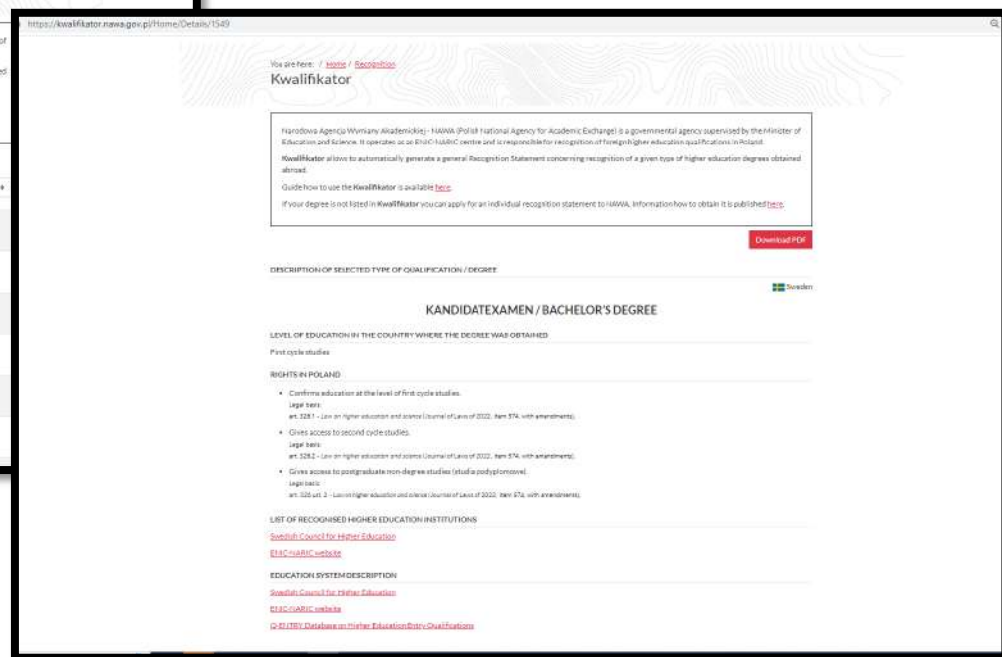 of
ed
https://kwalifikator.nawa.gov.pl/Home/Details/1549
You are here: / Home / Recognition
Kwalifikator
Narodowa Agencja Wymiany Akademickiej - NAWA (Polish National Agency for Academic Exchange) is a governmental agency supervised by the Minister of
Education and Science. It operates as an ENIC-NARIC centre and is responsible for recognition of foreign higher education qualifications in Poland.
Kwalifikator allows to automatically generate a general Recognition Statement concerning recognition of a given type of higher education degrees obtained
abroad.
Guide how to use the Kwalifikator is available here.
If your degree is not listed in Kwalifikator you can apply for an individual recognition statement to NAWA. Information how to obtain it is published here.
Download PDF
DESCRIPTION OF SELECTED TYPE OF QUALIFICATION / DEGREE
Sweden
KANDIDATEXAMEN / BACHELOR'S DEGREE
LEVEL OF EDUCATION IN THE COUNTRY WHERE THE DEGREE WAS OBTAINED
First cycle studies
RIGHTS IN POLAND
• Confirms education at the level of first cycle studies.
Legal basis:
art. 328.1 - Law on higher education and science (Journal of Laws of 2022, item 574, with amendments).
• Gives access to second cycle studies.
Legal basis:
art. 328.2 - Law on higher education and science (Journal of Laws of 2022, item 574, with amendments).
• Gives access to postgraduate non-degree studies (studia podyplomowe).
Legal basis:
art. 326 ust. 2 - Law on higher education and science (Journal of Laws of 2022, item 574, with amendments).
LIST OF RECOGNISED HIGHER EDUCATION INSTITUTIONS
Swedish Council for Higher Education
ENIC-NARIC website
EDUCATION SYSTEM DESCRIPTION
Swedish Council for Higher Education
ENIC-NARIC website
Q-ENTRY Database on Higher Education Entry Qualifications